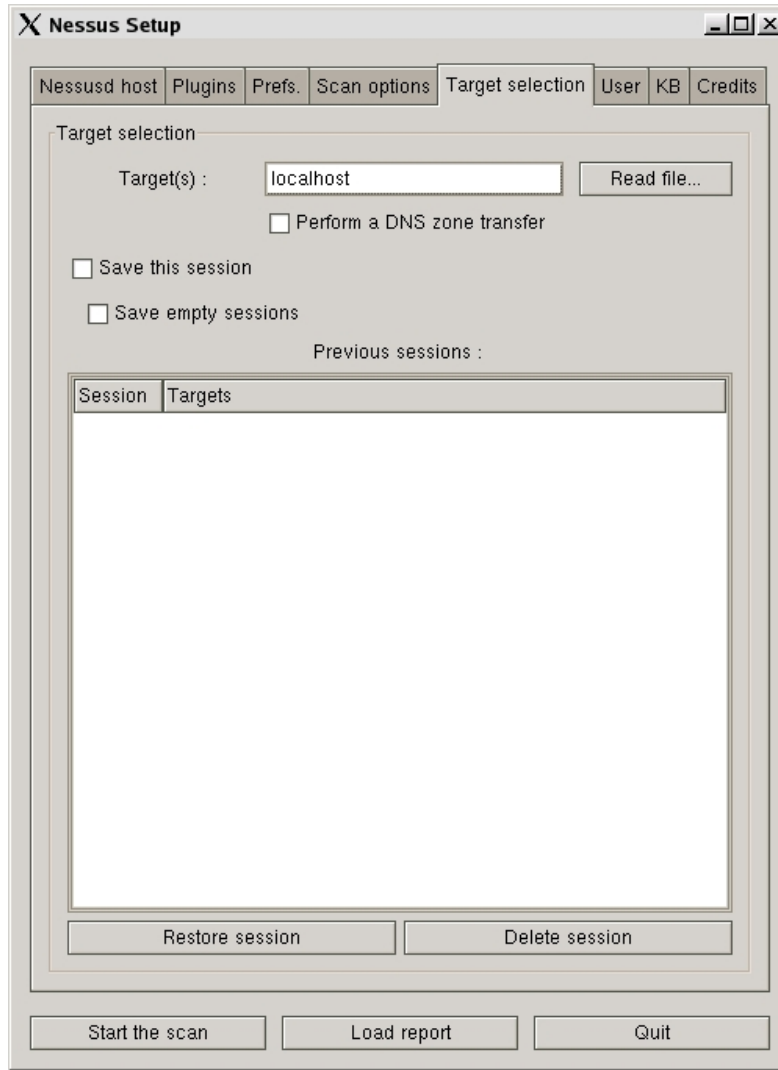 Nessus Setup
Nessusd host Plugins Prefs. Scan options Target selection User KB Credits
Target selection
Target(s) : localhost Read file...
Perform a DNS zone transfer
Save this session
Save empty sessions
Previous sessions :
Session Targets
Restore session Delete session
Start the scan Load report Quit